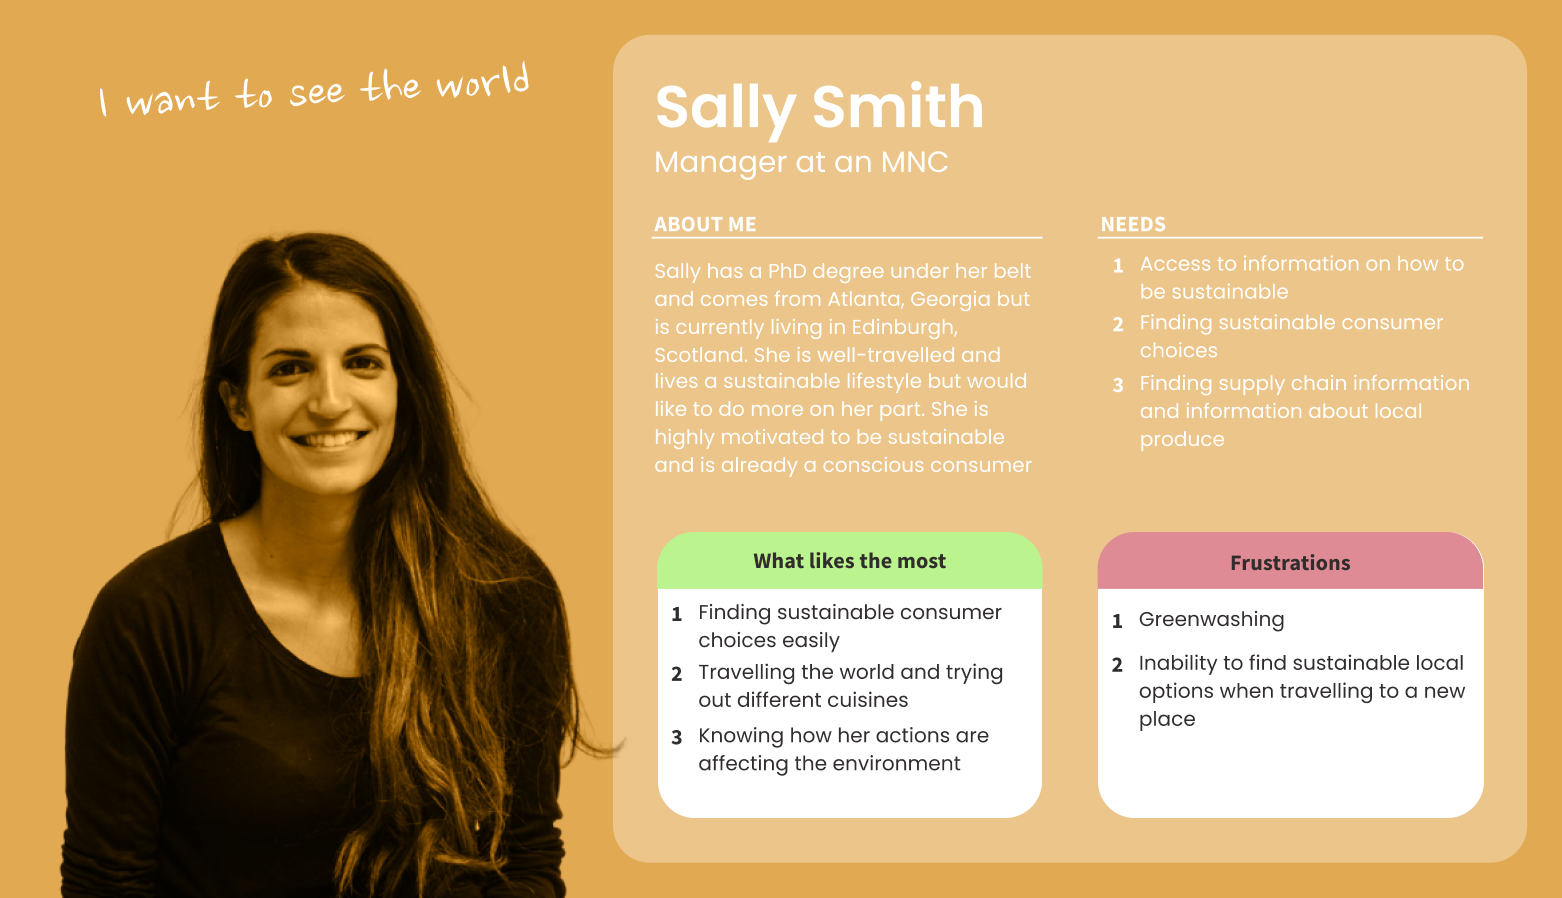 I want to see the world
Sally Smith
Manager at an MNC
ABOUT ME
Sally has a PhD degree under her belt
and comes from Atlanta, Georgia but
is currently living in Edinburgh,
Scotland. She is well-travelled and
lives a sustainable lifestyle but would
like to do more on her part. She is
highly motivated to be sustainable
and is already a conscious consumer
NEEDS
1 Access to information on how to
be sustainable
2 Finding sustainable consumer
choices
3 Finding supply chain information
and information about local
produce
What likes the most
1 Finding sustainable consumer
choices easily
2 Travelling the world and trying
out different cuisines
3 Knowing how her actions are
affecting the environment
Frustrations
1 Greenwashing
2 Inability to find sustainable local
options when travelling to a new
place